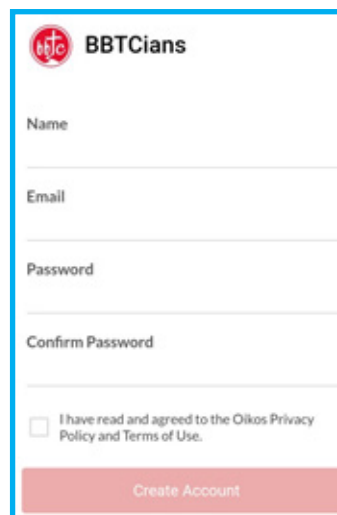 bbtc BBTCians
Name
Email
Password
Confirm Password
I have read and agreed to the Oikos Privacy
Policy and Terms of Use.
Create Account